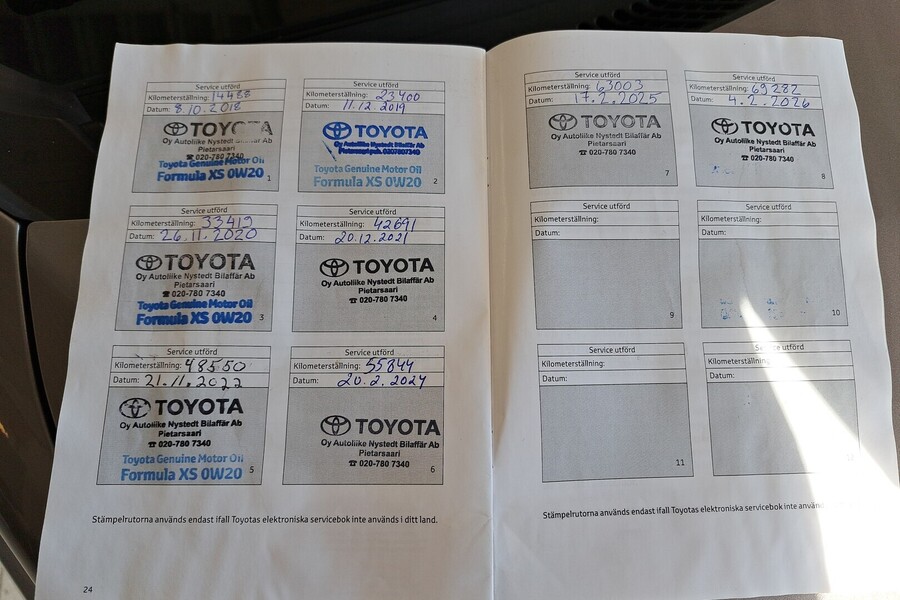 Service utförd
Kilometerställning: 14488
Datum: 8.10.2018
TOYOTA
Oy Autoliike Nystedt Bilaffär Ab
Pietarsaari
☎ 020-780 7340
Toyota Genuine Motor Oil
Formula XS 0W20
1
Service utförd
Kilometerställning: 23400
Datum: 11.12.2019
TOYOTA
Oy Autoliike Nystedt Bilaffär Ab
Pietarsaari puh. 0207807340
Toyota Genuine Motor Oil
Formula XS 0W20
2
Service utförd
Kilometerställning: 33419
Datum: 26.11.2020
TOYOTA
Oy Autoliike Nystedt Bilaffär Ab
Pietarsaari
☎ 020-780 7340
Toyota Genuine Motor Oil
Formula XS 0W20
3
Service utförd
Kilometerställning: 42691
Datum: 20.12.2021
TOYOTA
Oy Autoliike Nystedt Bilaffär Ab
Pietarsaari
☎ 020-780 7340
4
Service utförd
Kilometerställning: 48550
Datum: 21.11.2022
TOYOTA
Oy Autoliike Nystedt Bilaffär Ab
Pietarsaari
☎ 020-780 7340
Toyota Genuine Motor Oil
Formula XS 0W20
5
Service utförd
Kilometerställning: 55844
Datum: 20.2.2024
TOYOTA
Oy Autoliike Nystedt Bilaffär Ab
Pietarsaari
☎ 020-780 7340
6
Stämpelrutorna används endast ifall Toyotas elektroniska servicebok inte används i ditt land.
24
Service utförd
Kilometerställning: 63003
Datum: 17.2.2025
TOYOTA
Oy Autoliike Nystedt Bilaffär Ab
Pietarsaari
☎ 020-780 7340
7
Service utförd
Kilometerställning: 69282
Datum: 4.2.2026
TOYOTA
Oy Autoliike Nystedt Bilaffär Ab
Pietarsaari
☎ 020-780 7340
8
Service utförd
Kilometerställning:
Datum:
9
Service utförd
Kilometerställning:
Datum:
10
Service utförd
Kilometerställning:
Datum:
11
Service utförd
Kilometerställning:
Datum:
Stämpelrutorna används endast ifall Toyotas elektroniska servicebok inte används i ditt land.